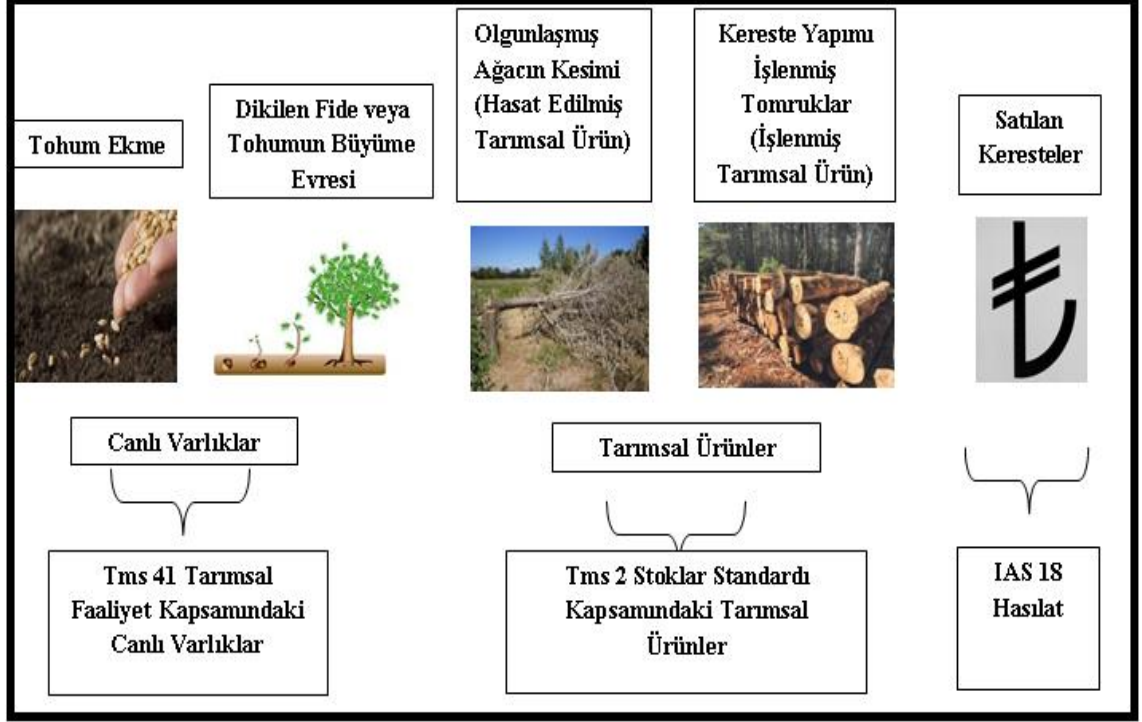 Tohum Ekme
Dikilen Fide veya
Tohumun Büyüme
Evresi
Olgunlaşmış
Ağacın Kesimi
(Hasat Edilmiş
Tarımsal Ürün)
Kereste Yapımı
İşlenmiş
Tomruklar
(İşlenmiş
Tarımsal Ürün)
Satılan
Keresteler
Canlı Varlıklar
Tarımsal Ürünler
Tms 41 Tarımsal
Faaliyet Kapsamındaki
Canlı Varlıklar
Tms 2 Stoklar Standardı
Kapsamındaki Tarımsal
Ürünler
IAS 18
Hasılat